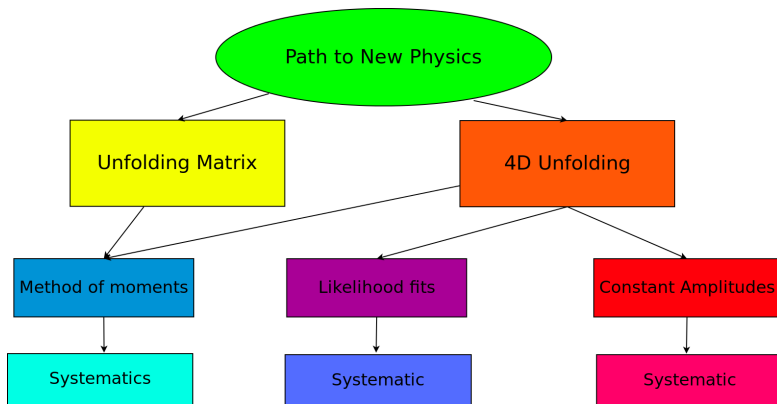 Path to New Physics
Unfolding Matrix
4D Unfolding
Method of moments
Likelihood fits
Constant Amplitudes
Systematics
Systematic
Systematic